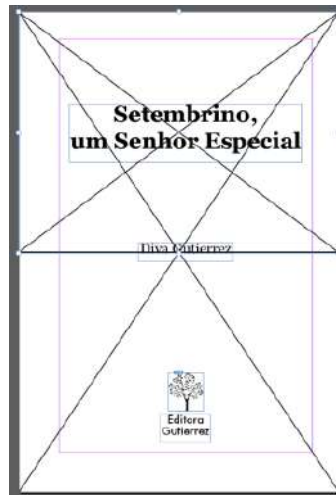 Setembrino,
um Senhor Especial
Diva Gutierrez
Editora
Gutierrez